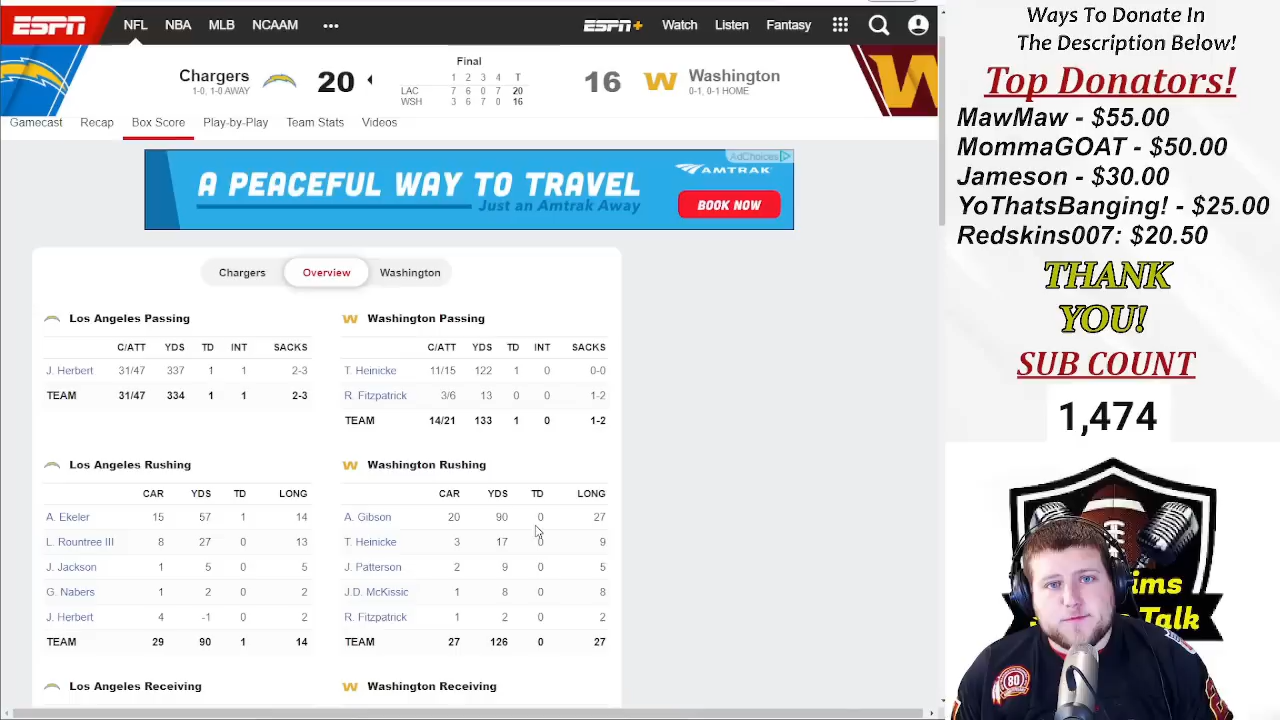 ESPN NFL NBA MLB NCAAM ••• ESPN+ Watch Listen Fantasy
Chargers 20
1-0, 1-0 AWAY
Final
1 2 3 4 T
LAC 7 6 0 7 20
WSH 3 6 7 0 16
16 W Washington
0-1, 0-1 HOME
Gamecast Recap Box Score Play-by-Play Team Stats Videos
AdChoices
A PEACEFUL WAY TO TRAVEL
Just an Amtrak Away
AMTRAK
BOOK NOW
Chargers Overview Washington
Los Angeles Passing
C/ATT YDS TD INT SACKS
J. Herbert 31/47 337 1 1 2-3
TEAM 31/47 334 1 1 2-3
W Washington Passing
C/ATT YDS TD INT SACKS
T. Heinicke 11/15 122 1 0 0-0
R. Fitzpatrick 3/6 13 0 0 1-2
TEAM 14/21 133 1 0 1-2
Los Angeles Rushing
CAR YDS TD LONG
A. Ekeler 15 57 1 14
L. Rountree III 8 27 0 13
J. Jackson 1 5 0 5
G. Nabers 1 2 0 2
J. Herbert 4 -1 0 2
TEAM 29 90 1 14
W Washington Rushing
CAR YDS TD LONG
A. Gibson 20 90 0 27
T. Heinicke 3 17 0 9
J. Patterson 2 9 0 5
J.D. McKissic 1 8 0 8
R. Fitzpatrick 1 2 0 2
TEAM 27 126 0 27
Los Angeles Receiving
W Washington Receiving
Ways To Donate In
The Description Below!
Top Donators!
MawMaw - $55.00
MommaGOAT - $50.00
Jameson - $30.00
YoThatsBanging! - $25.00
Redskins007: $20.50
THANK
YOU!
SUB COUNT
1,474
Talk
80